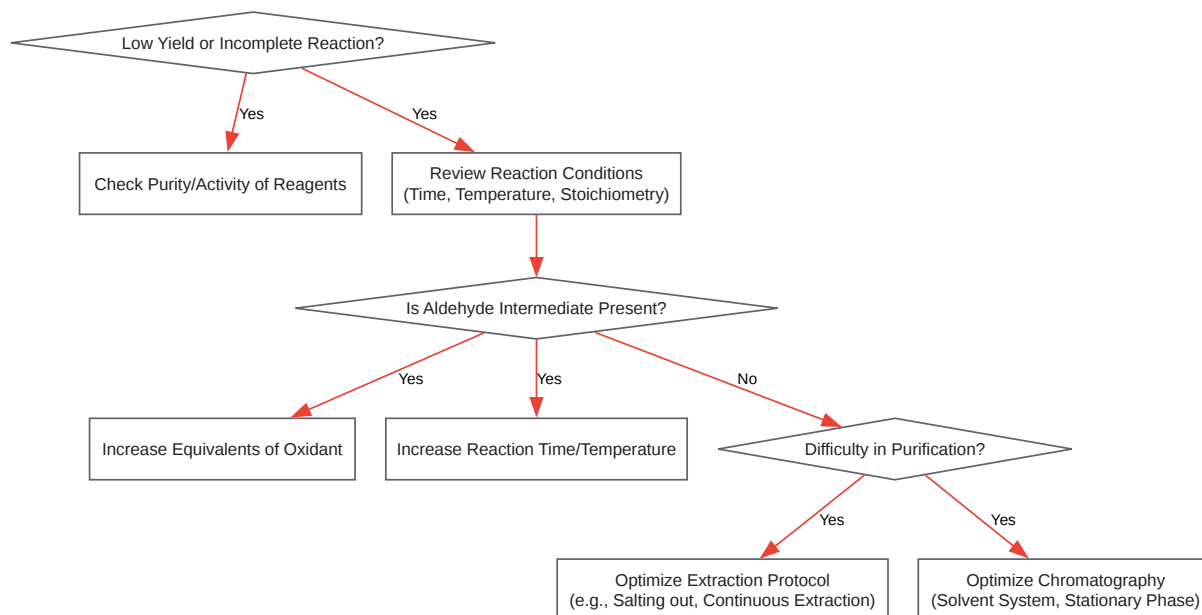 Low Yield or Incomplete Reaction?
Yes
Yes
Check Purity/Activity of Reagents
Review Reaction Conditions
(Time, Temperature, Stoichiometry)
Is Aldehyde Intermediate Present?
Yes
Yes
No
Increase Equivalents of Oxidant
Increase Reaction Time/Temperature
Difficulty in Purification?
Yes
Yes
Optimize Extraction Protocol
(e.g., Salting out, Continuous Extraction)
Optimize Chromatography
(Solvent System, Stationary Phase)